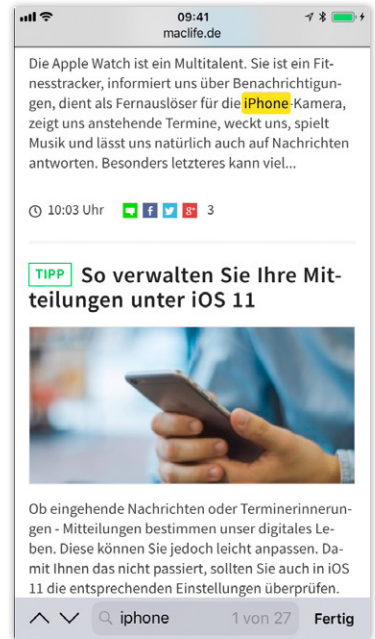 09:41
maclife.de
Die Apple Watch ist ein Multitalent. Sie ist ein Fit-
nesstracker, informiert uns über Benachrichtigun-
gen, dient als Fernauslöser für die iPhone-Kamera,
zeigt uns anstehende Termine, weckt uns, spielt
Musik und lässt uns natürlich auch auf Nachrichten
antworten. Besonders letzteres kann viel...
10:03 Uhr f g+ 3
TIPP So verwalten Sie Ihre Mit-
teilungen unter iOS 11
Ob eingehende Nachrichten oder Terminerinnerun-
gen - Mitteilungen bestimmen unser digitales Le-
ben. Diese können Sie jedoch leicht anpassen. Da-
mit Ihnen das nicht passiert, sollten Sie auch in iOS
11 die entsprechenden Einstellungen überprüfen.
iphone 1 von 27 Fertig